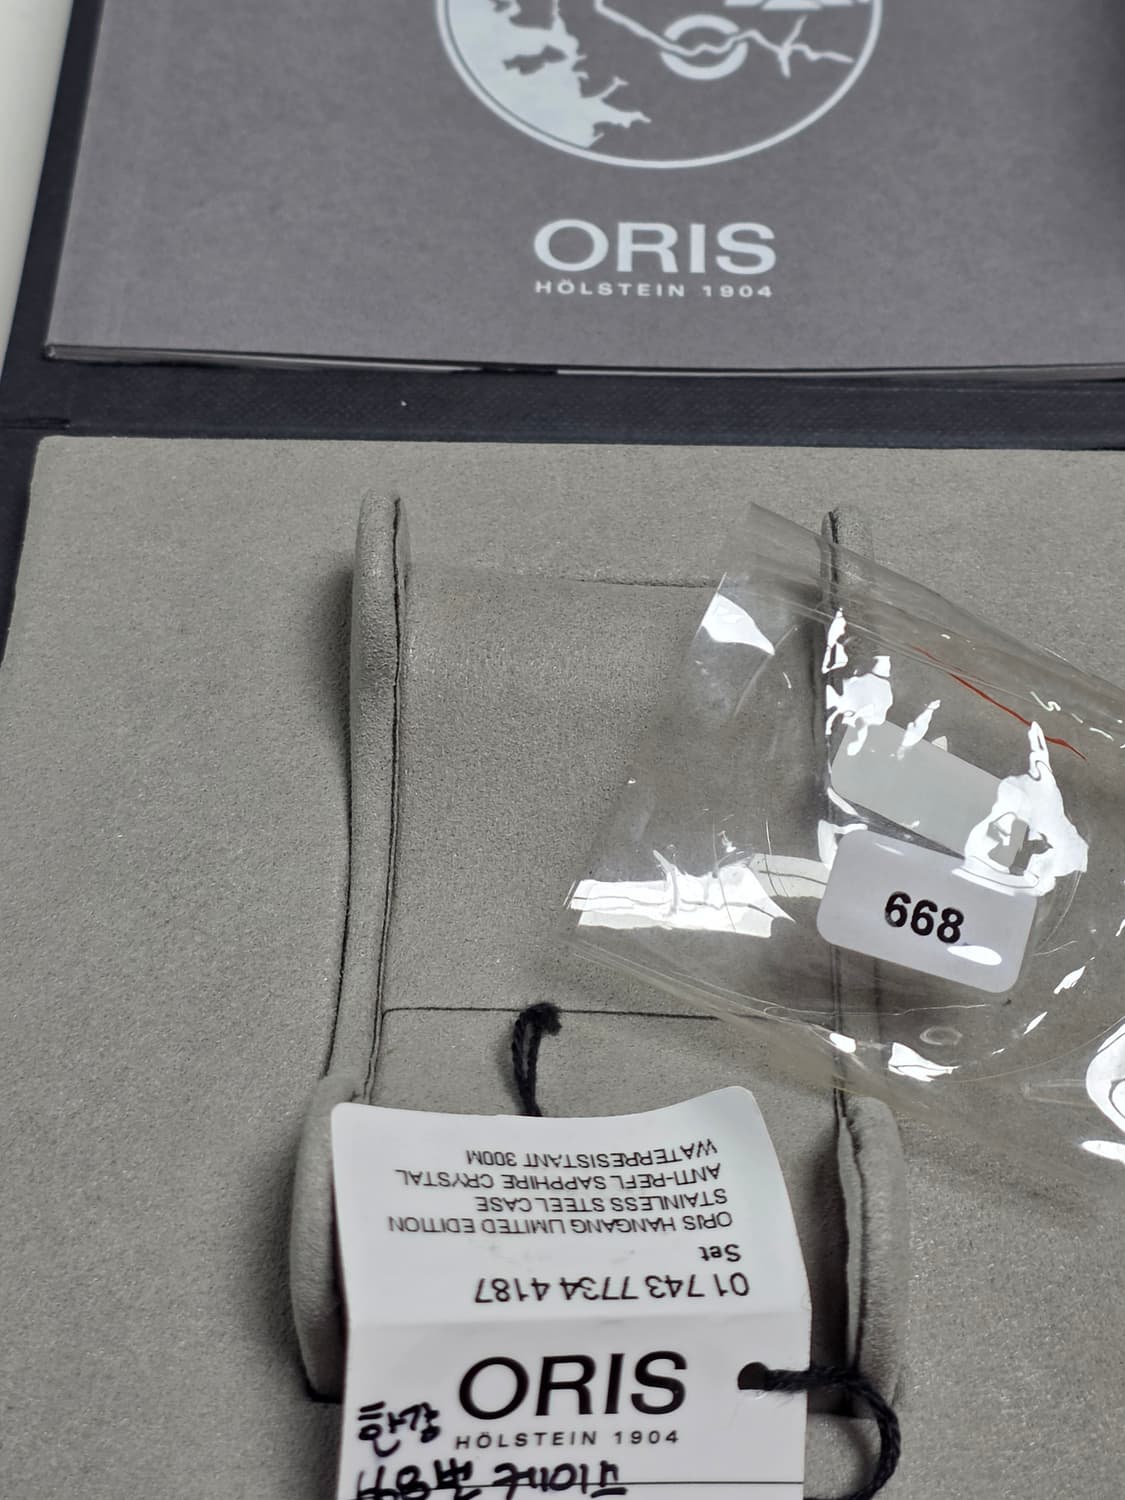 ORIS
HÖLSTEIN 1904
668
WATERRESISTANT 300M
ANTI-REFL SAPPHIRE CRYSTAL
STAINLESS STEEL CASE
ORIS HANGANG LIMITED EDITION
Set
01 743 7734 4187
ORIS
한강
HÖLSTEIN 1904